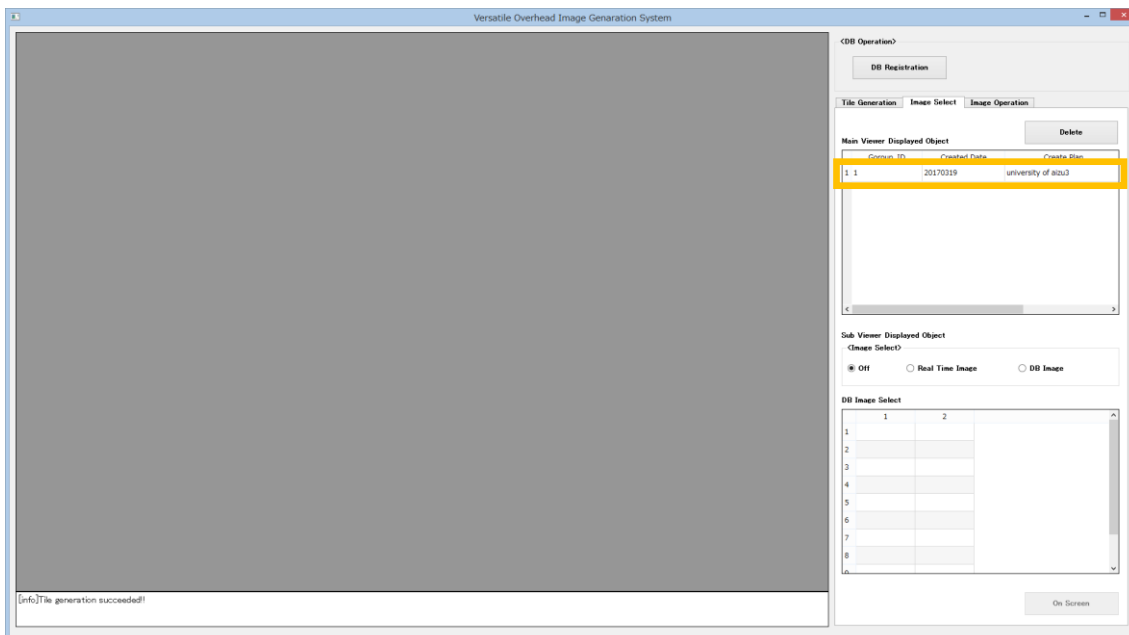 Versatile Overhead Image Genaration System
<DB Operation>
DB Registration
Tile Generation Image Select Image Operation
Delete
Main Viewer Displayed Object
Gorpup ID Created Date Create Plan
1 1 20170319 university of aizu3
Sub Viewer Displayed Object
<Image Select>
Off Real Time Image DB Image
DB Image Select
1 2
1
2
3
4
5
6
7
8
9
[info]Tile generation succeeded!!
On Screen